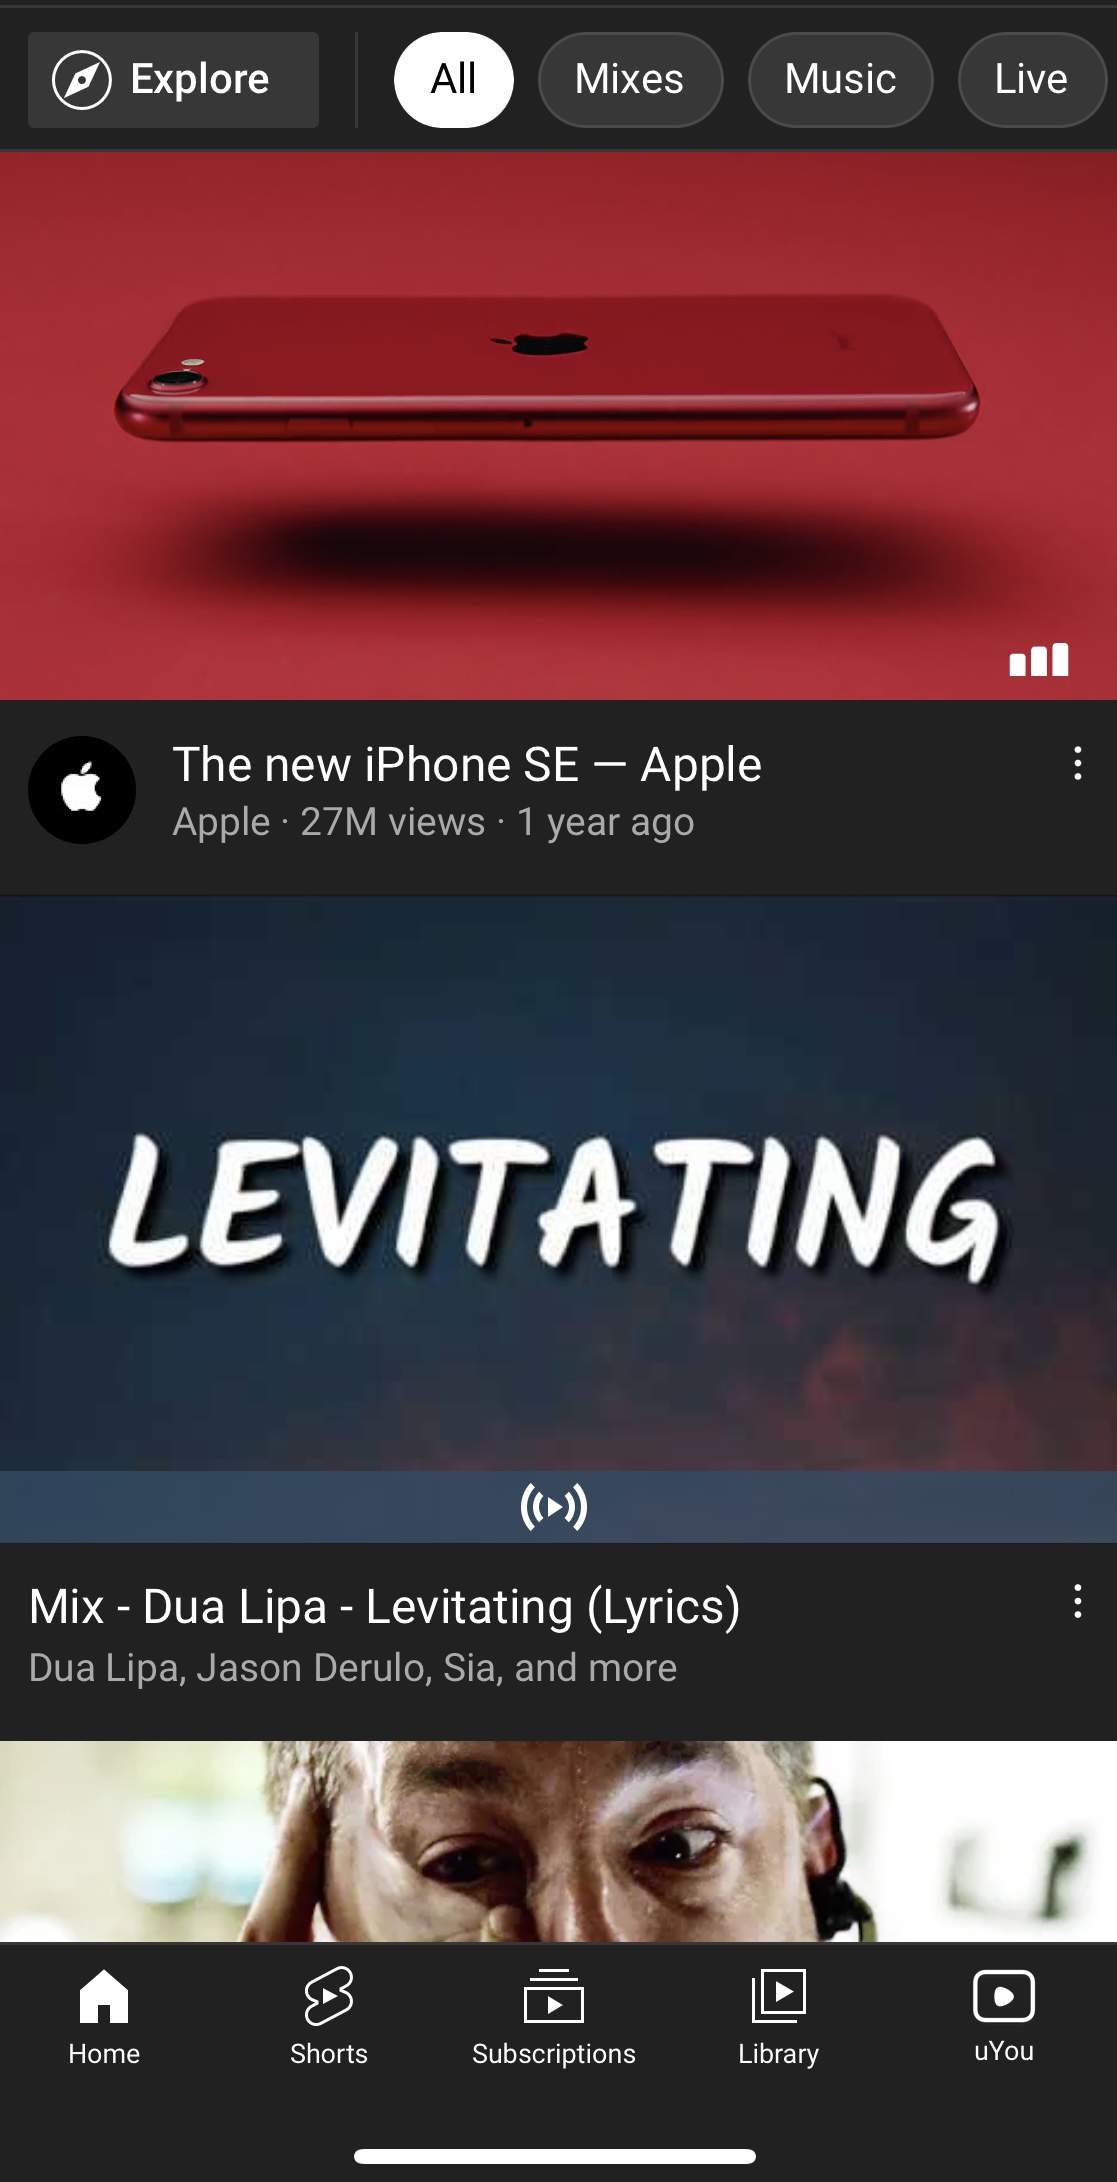 Explore
All
Mixes
Music
Live
The new iPhone SE — Apple
Apple · 27M views · 1 year ago
LEVITATING
Mix - Dua Lipa - Levitating (Lyrics)
Dua Lipa, Jason Derulo, Sia, and more
Home
Shorts
Subscriptions
Library
uYou